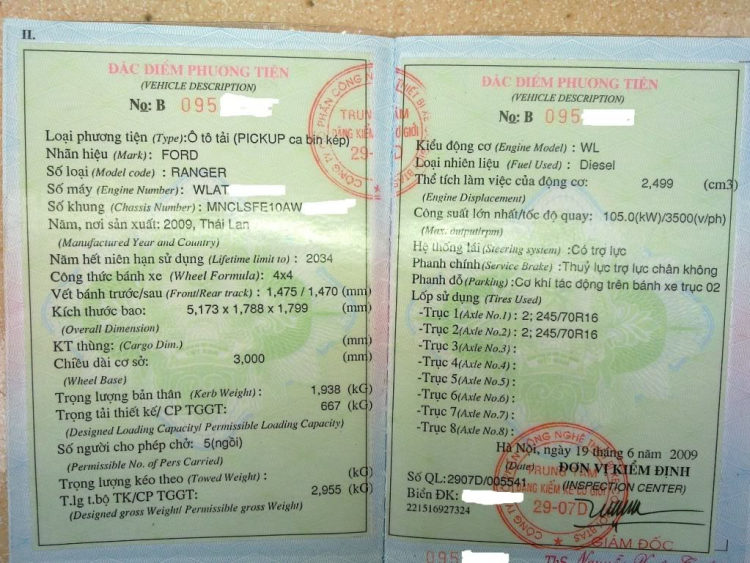 II.
ĐẶC ĐIỂM PHƯƠNG TIỆN
(VEHICLE DESCRIPTION)
No: B 095
Loại phương tiện (Type):Ô tô tải (PICKUP ca bin kép)
Nhãn hiệu (Mark): FORD
Số loại (Model code) : RANGER
Số máy (Engine Number) : WLAT
Số khung (Chassis Number) : MNCLSFE10AW
Năm, nơi sản xuất: 2009, Thái Lan
(Manufactured Year and Country)
Năm hết niên hạn sử dụng (Lifetime limit to) : 2034
Công thức bánh xe (Wheel Formula): 4x4
Vết bánh trước/sau (Front/Rear track) : 1,475 / 1,470 (mm)
Kích thước bao: 5,173 x 1,788 x 1,799 (mm)
(Overall Dimension)
KT thùng: (Cargo Dim.) (mm)
Chiều dài cơ sở: 3,000 (mm)
(Wheel Base)
Trọng lượng bản thân (Kerb Weight) : 1,938 (kG)
Trọng tải thiết kế/ CP TGGT: 667 (kG)
(Designed Loading Capacity/ Permissible Loading Capacity)
Số người cho phép chở: 5(ngồi)
(Permissible No. of Pers Carried)
Trọng lượng kéo theo (Towed Weight) : (kG)
T.lg t.bộ TK/CP TGGT: 2,955 (kG)
(Designed gross Weight/ Permissible gross Weight)
ĐẶC ĐIỂM PHƯƠNG TIỆN
(VEHICLE DESCRIPTION)
No: B 095
Kiểu động cơ (Engine Model) : WL
Loại nhiên liệu (Fuel Used) : Diesel
Thể tích làm việc của động cơ: 2,499 (cm3)
(Engine Displacement)
Công suất lớn nhất/tốc độ quay: 105.0(kW)/3500(v/ph)
(Max. output/rpm)
Hệ thống lái(Steering system) :Có trợ lực
Phanh chính(Service Brake) : Thuỷ lực trợ lực chân không
Phanh đỗ (Parking) : Cơ khí tác động trên bánh xe trục 02
Lốp sử dụng (Tires Used)
-Trục 1(Axle No.1) : 2; 245/70R16
-Trục 2(Axle No.2) : 2; 245/70R16
-Trục 3(Axle No.3) :
-Trục 4(Axle No.4) :
-Trục 5(Axle No.5) :
-Trục 6(Axle No.6) :
-Trục 7(Axle No.7) :
-Trục 8(Axle No.8) :
Hà Nội, ngày 19 tháng 6 năm 2009
(Date) ĐƠN VỊ KIỂM ĐỊNH
Số QL:2907D/005541 (INSPECTION CENTER)
Biển ĐK:
221516927324
29-07D
GIÁM ĐỐC
095